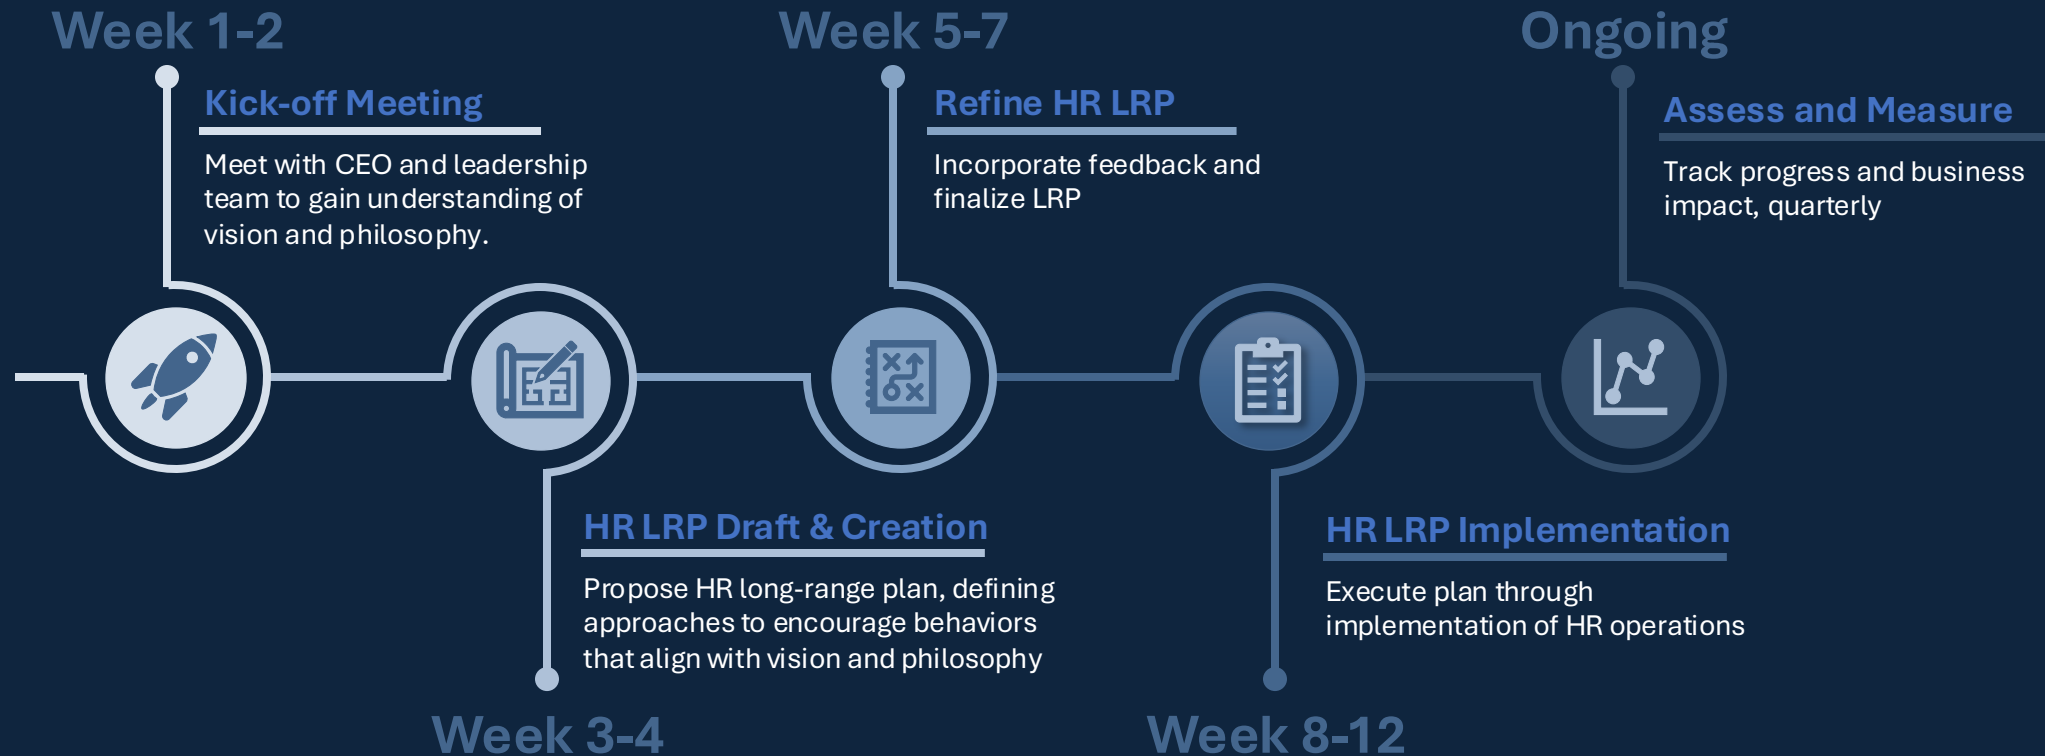 Week 1-2
Kick-off Meeting
Meet with CEO and leadership
team to gain understanding of
vision and philosophy.
Week 3-4
HR LRP Draft & Creation
Propose HR long-range plan, defining
approaches to encourage behaviors
that align with vision and philosophy
Week 5-7
Refine HR LRP
Incorporate feedback and
finalize LRP
Week 8-12
HR LRP Implementation
Execute plan through
implementation of HR operations
Ongoing
Assess and Measure
Track progress and business
impact, quarterly